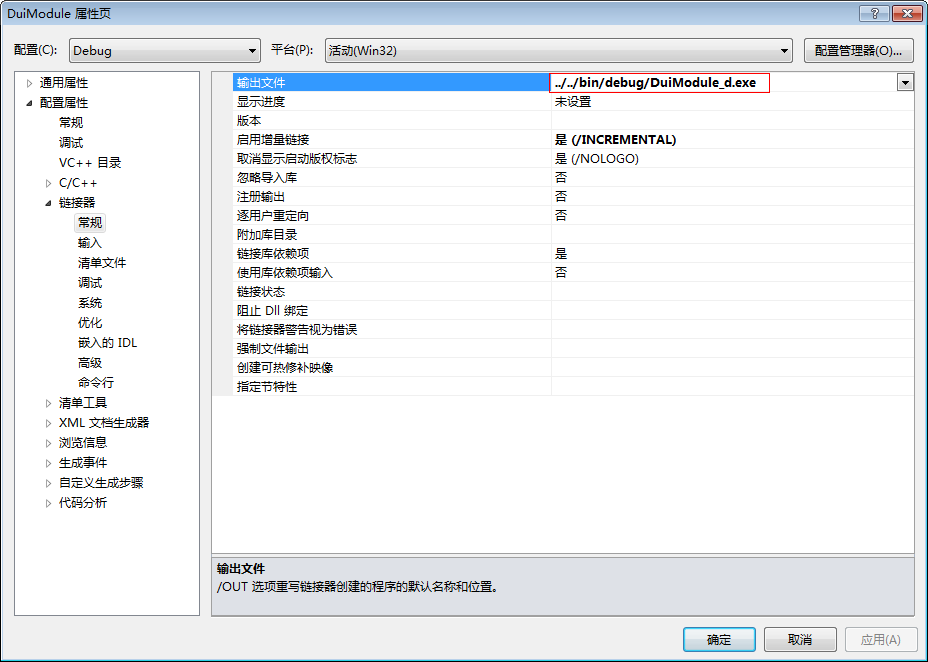 DuiModule 属性页
配置(C): Debug 平台(P): 活动(Win32) 配置管理器(O)...
通用属性
配置属性
常规
调试
VC++ 目录
C/C++
链接器
常规
输入
清单文件
调试
系统
优化
嵌入的 IDL
高级
命令行
清单工具
XML 文档生成器
浏览信息
生成事件
自定义生成步骤
代码分析
输出文件 ../../bin/debug/DuiModule_d.exe
显示进度 未设置
版本
启用增量链接 是 (/INCREMENTAL)
取消显示启动版权标志 是 (/NOLOGO)
忽略导入库 否
注册输出 否
逐用户重定向 否
附加库目录
链接库依赖项 是
使用库依赖项输入 否
链接状态
阻止 Dll 绑定
将链接器警告视为错误
强制文件输出
创建可热修补映像
指定节特性
输出文件
/OUT 选项重写链接器创建的程序的默认名称和位置。
确定 取消 应用(A)